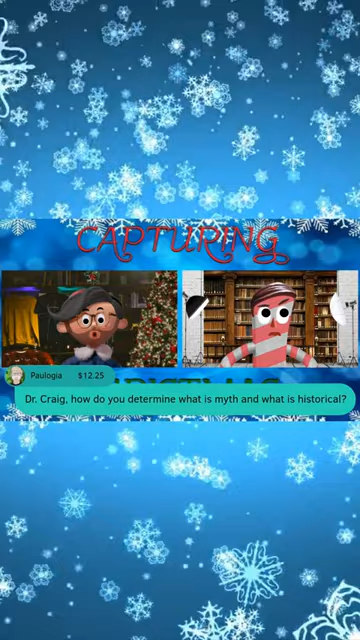 CAPTURING
Paulogia $12.25
Dr. Craig, how do you determine what is myth and what is historical?